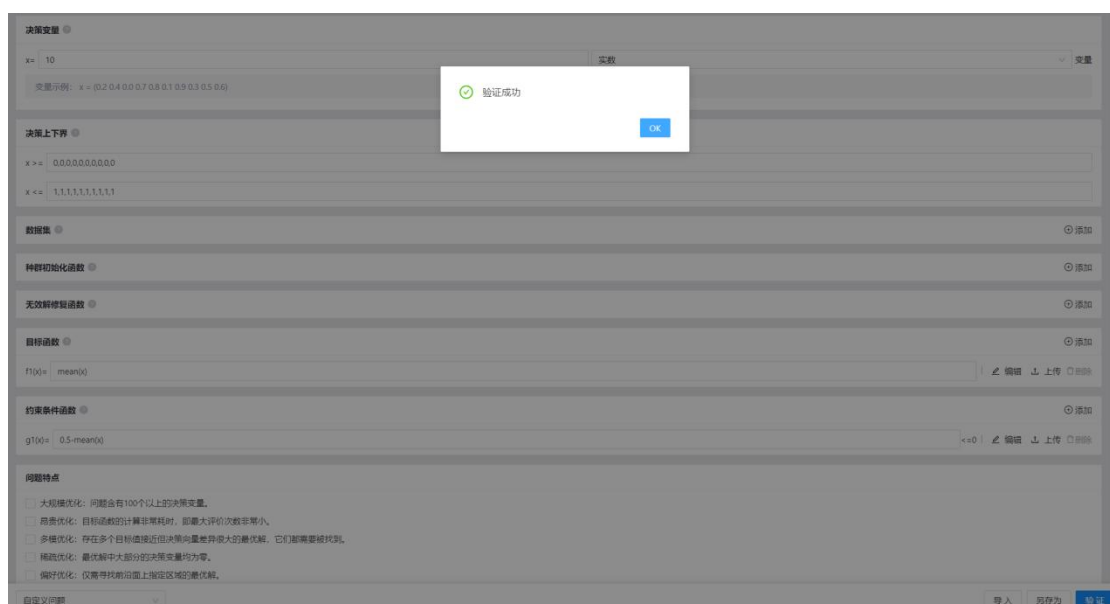 决策变量
x= 10 实数 变量
变量示例: x = (0.2 0.4 0.0 0.7 0.8 0.1 0.9 0.3 0.5 0.6)
验证成功
OK
决策上下界
x >= 0,0,0,0,0,0,0,0,0,0
x <= 1,1,1,1,1,1,1,1,1,1
数据集 添加
种群初始化函数 添加
无效解修复函数 添加
目标函数 添加
f1(x)= mean(x) 编辑 上传 删除
约束条件函数 添加
g1(x)= 0.5-mean(x) <=0 编辑 上传 删除
问题特点
大规模优化: 问题含有100个以上的决策变量。
昂贵优化: 目标函数的计算非常耗时, 即最大评价次数非常小。
多模优化: 存在多个目标值接近但决策向量差异很大的最优解, 它们都需要被找到。
稀疏优化: 最优解中大部分的决策变量均为零。
偏好优化: 仅需寻找前沿面上指定区域的最优解。
自定义问题 导入 另存为 验证